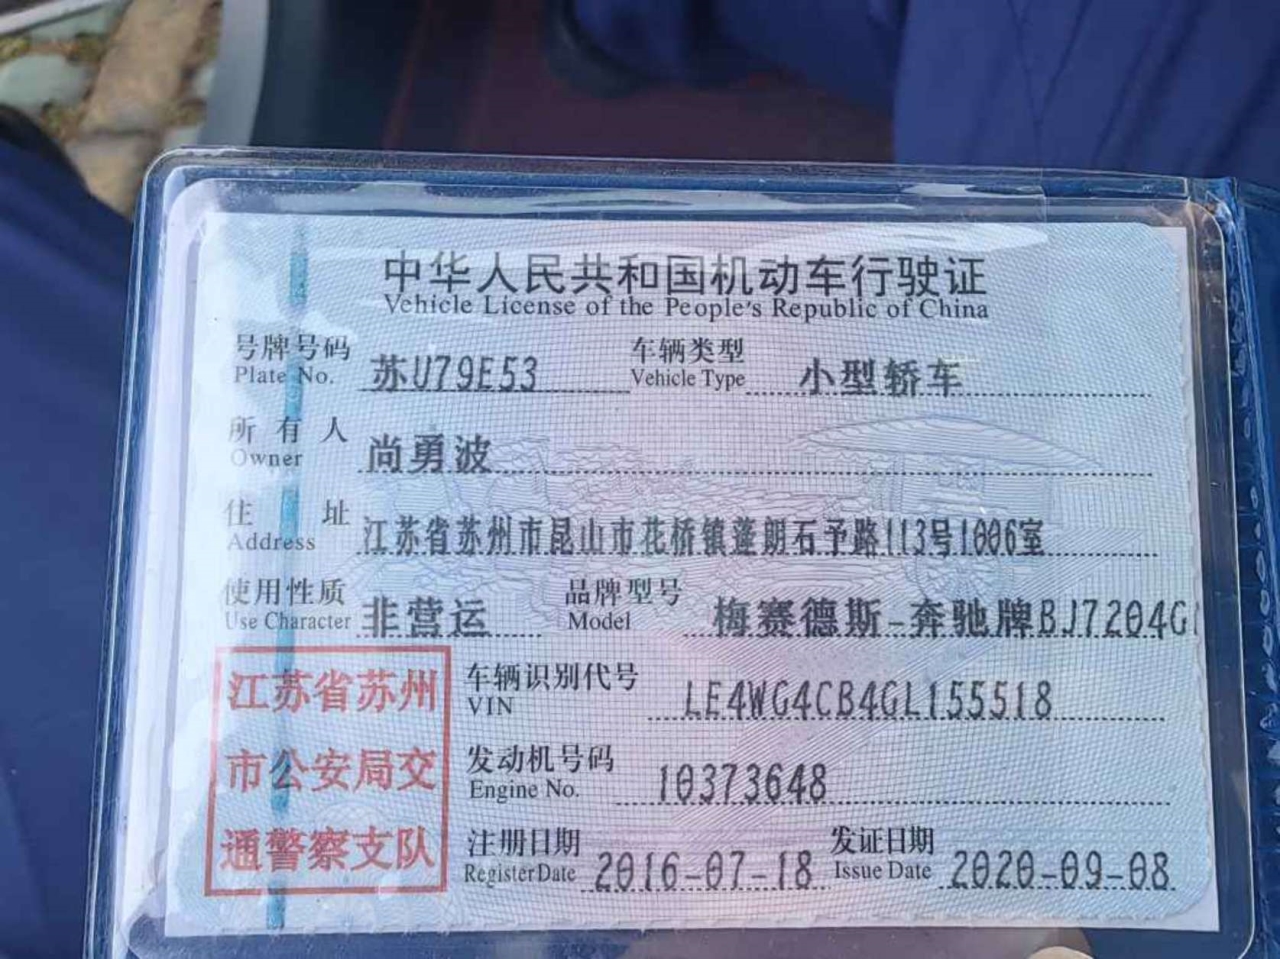 中华人民共和国机动车行驶证
Vehicle License of the People's Republic of China
号牌号码 苏U79E53 车辆类型 小型轿车
Plate No. Vehicle Type
所有人 尚勇波
Owner
住址 江苏省苏州市昆山市花桥镇蓬朗石予路113号1006室
Address
使用性质 非营运 品牌型号 梅赛德斯-奔驰牌BJ7204G
Use Character Model
江苏省苏州
市公安局交
通警察支队
车辆识别代号 LE4WG4CB4GL155518
VIN
发动机号码 10373648
Engine No.
注册日期 2016-07-18 发证日期 2020-09-08
Register Date Issue Date